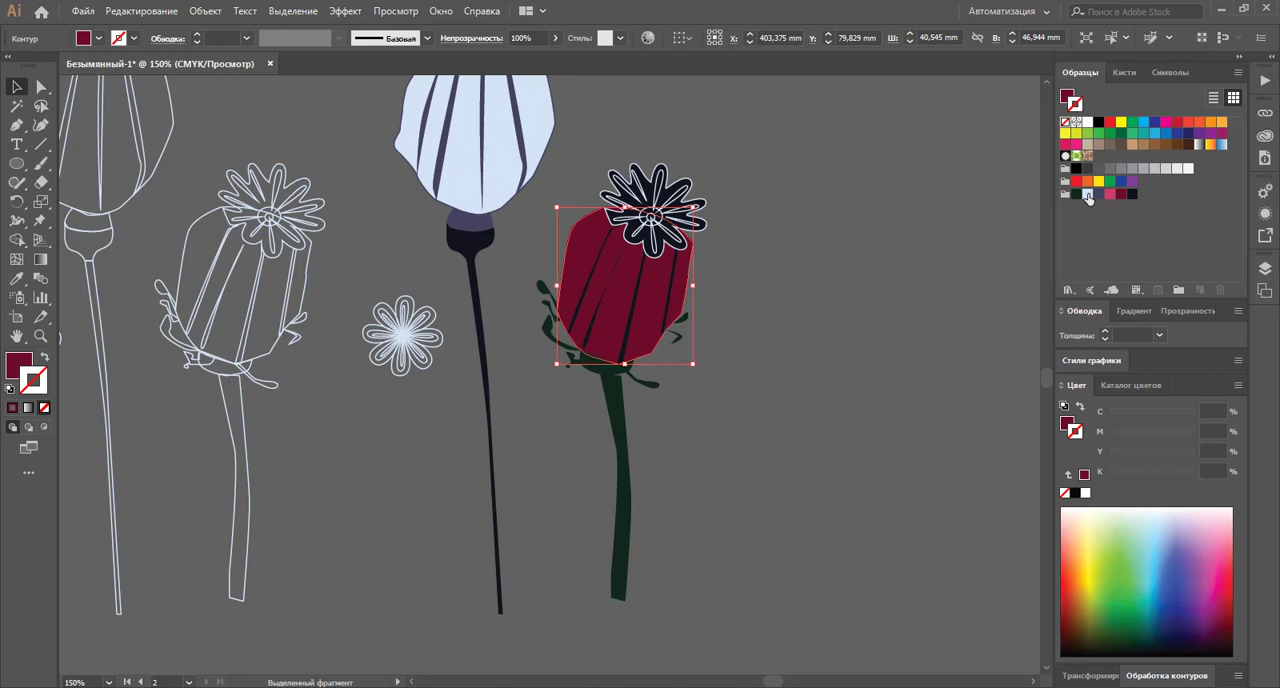 Ai Файл Редактирование Объект Текст Выделение Эффект Просмотр Окно Справка Автоматизация Поиск в Adobe Stock
Контур Обводка: Базовая Непрозрачность: 100% Стиль: X: 403,375 mm Y: 79,829 mm Ш: 40,545 mm В: 46,944 mm
Безымянный-1* @ 150% (CMYK/Просмотр) ×
Образцы Кисти Символы
Обводка Градиент Прозрачность
Толщина:
Стили графики
Цвет Каталог цветов
C %
M %
Y %
K %
150% 2 Выделенный фрагмент
Обработка контуров